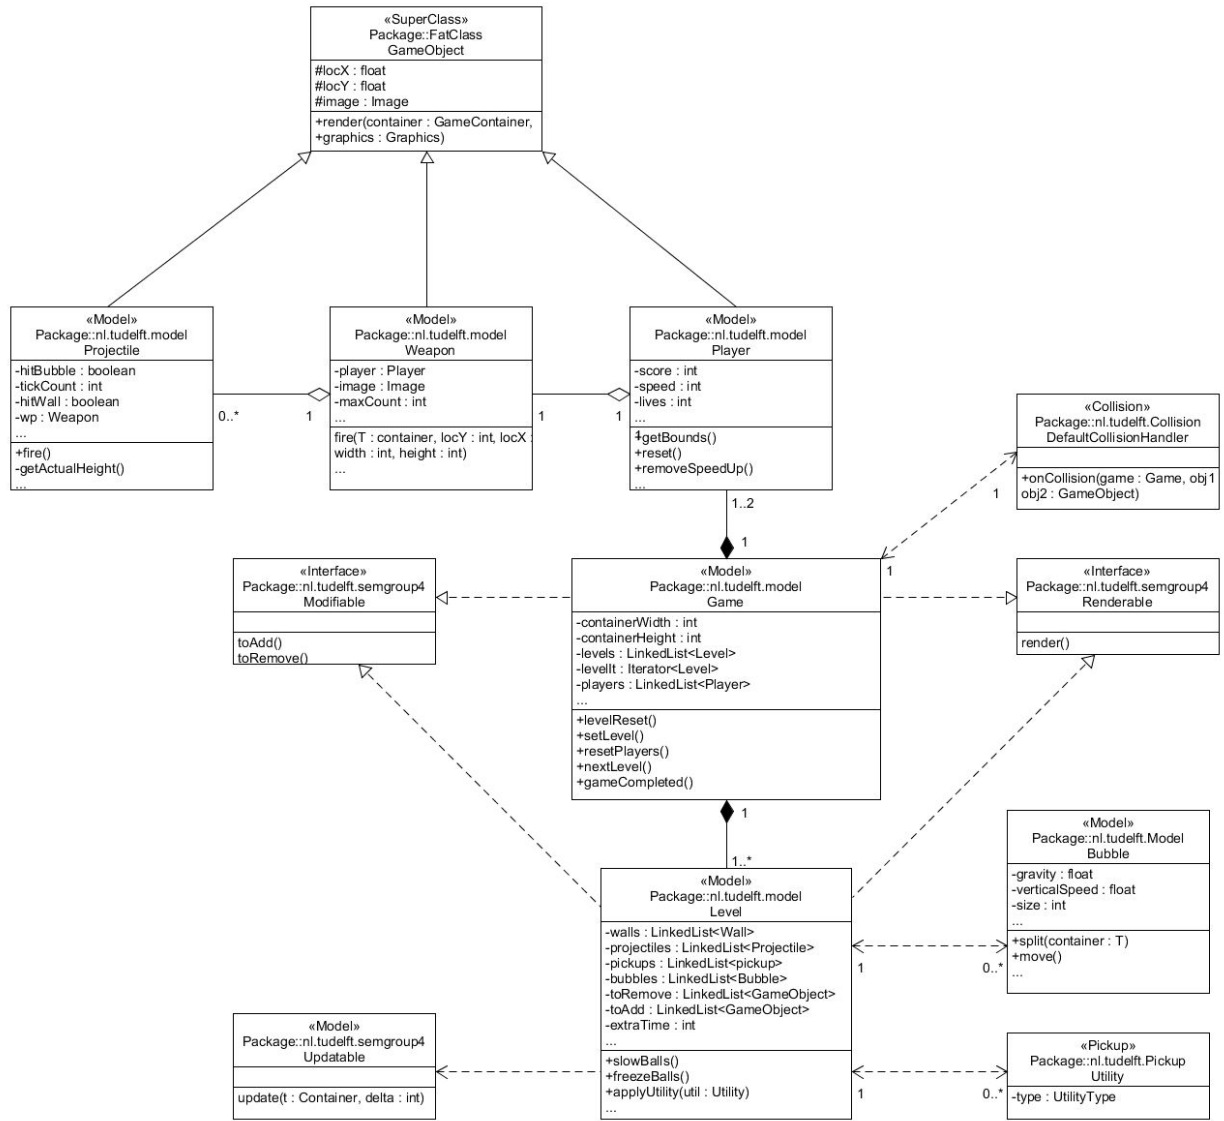 «SuperClass»
Package::FatClass
GameObject
#locX : float
#locY : float
#image : Image
+render(container : GameContainer,
+graphics : Graphics)
«Model»
Package::nl.tudelft.model
Projectile
-hitBubble : boolean
-tickCount : int
-hitWall : boolean
-wp : Weapon
...
+fire()
-getActualHeight()
...
0..*
1
«Model»
Package::nl.tudelft.model
Weapon
-player : Player
-image : Image
-maxCount : int
...
fire(T : container, locY : int, locX :
width : int, height : int)
...
1
1
«Model»
Package::nl.tudelft.model
Player
-score : int
-speed : int
-lives : int
...
1
+getBounds()
+reset()
+removeSpeedUp()
...
1..2
1
«Collision»
Package::nl.tudelft.Collision
DefaultCollisionHandler
+onCollision(game : Game, obj1
obj2 : GameObject)
1
1
«Interface»
Package::nl.tudelft.semgroup4
Modifiable
toAdd()
toRemove()
«Model»
Package::nl.tudelft.model
Game
-containerWidth : int
-containerHeight : int
-levels : LinkedList<Level>
-levelIt : Iterator<Level>
-players : LinkedList<Player>
...
+levelReset()
+setLevel()
+resetPlayers()
+nextLevel()
+gameCompleted()
«Interface»
Package::nl.tudelft.semgroup4
Renderable
render()
1
1..*
«Model»
Package::nl.tudelft.model
Level
-walls : LinkedList<Wall>
-projectiles : LinkedList<Projectile>
-pickups : LinkedList<pickup>
-bubbles : LinkedList<Bubble>
-toRemove : LinkedList<GameObject>
-toAdd : LinkedList<GameObject>
-extraTime : int
...
+slowBalls()
+freezeBalls()
+applyUtility(util : Utility)
...
«Model»
Package::nl.tudelft.Model
Bubble
-gravity : float
-verticalSpeed : float
-size : int
...
+split(container : T)
+move()
...
1
0..*
«Model»
Package::nl.tudelft.semgroup4
Updatable
update(t : Container, delta : int)
«Pickup»
Package::nl.tudelft.Pickup
Utility
-type : UtilityType
1
0..*